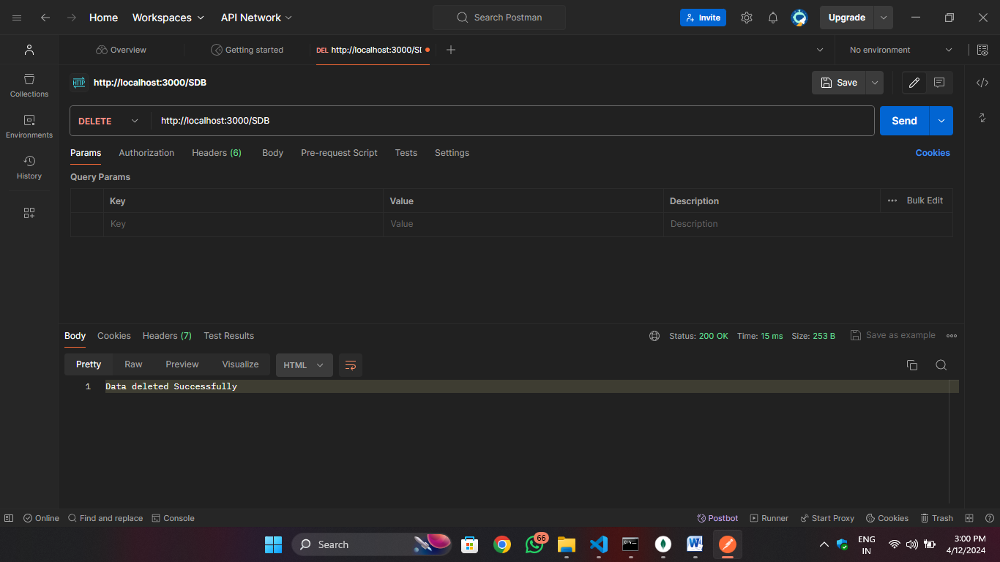 Home Workspaces API Network Search Postman Invite Upgrade
Overview Getting started DEL http://localhost:3000/SI No environment
HTTP http://localhost:3000/SDB Save
Collections
DELETE http://localhost:3000/SDB Send
Environments
Params Authorization Headers (6) Body Pre-request Script Tests Settings Cookies
History
Query Params
Key Value Description Bulk Edit
Key Value Description
Body Cookies Headers (7) Test Results Status: 200 OK Time: 15 ms Size: 253 B Save as example
Pretty Raw Preview Visualize HTML
1 Data deleted Successfully
Online Find and replace Console Postbot Runner Start Proxy Cookies Trash
Search 66 ENG 3:00 PM
IN 4/12/2024